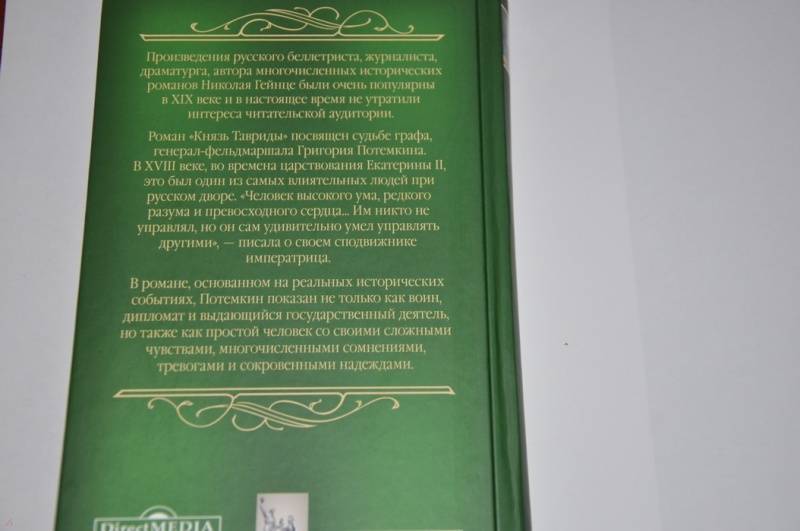 Произведения русского беллетриста, журналиста,
драматурга, автора многочисленных исторических
романов Николая Гейнце были очень популярны
в XIX веке и в настоящее время не утратили
интереса читательской аудитории.
Роман «Князь Тавриды» посвящен судьбе графа,
генерал-фельдмаршала Григория Потемкина.
В XVIII веке, во времена царствования Екатерины II,
это был один из самых влиятельных людей при
русском дворе. «Человек высокого ума, редкого
разума и превосходного сердца... Им никто не
управлял, но он сам удивительно умел управлять
другими», — писала о своем сподвижнике
императрица.
В романе, основанном на реальных исторических
событиях, Потемкин показан не только как воин,
дипломат и выдающийся государственный деятель,
но также как простой человек со своими сложными
чувствами, многочисленными сомнениями,
тревогами и сокровенными надеждами.
DirectMEDIA